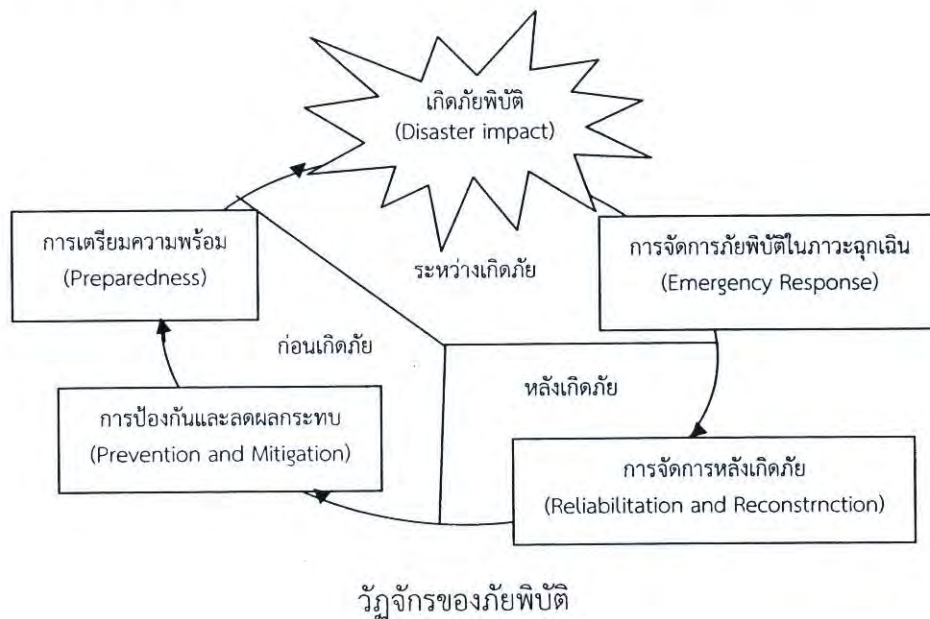 เกิดภัยพิบัติ
(Disaster impact)
การเตรียมความพร้อม
(Preparedness)
ระหว่างเกิดภัย
การจัดการภัยพิบัติในภาวะฉุกเฉิน
(Emergency Response)
ก่อนเกิดภัย
หลังเกิดภัย
การป้องกันและลดผลกระทบ
(Prevention and Mitigation)
การจัดการหลังเกิดภัย
(Reliabilitation and Reconstrnction)
วัฏจักรของภัยพิบัติ